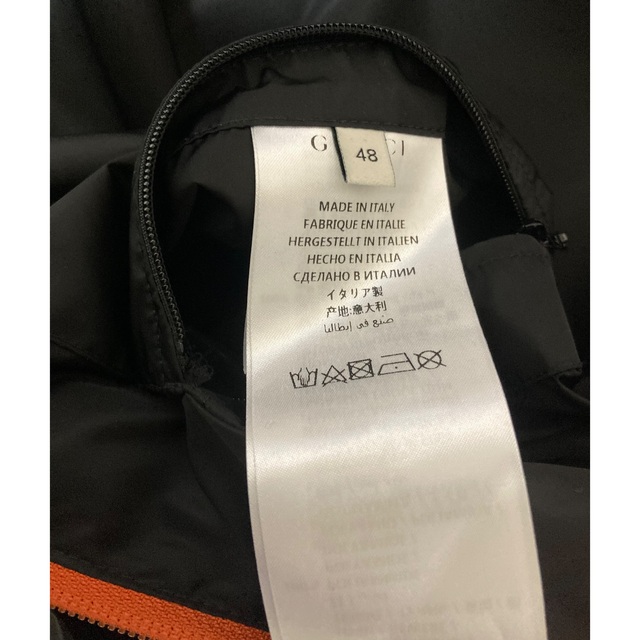 48
MADE IN ITALY
FABRIQUE EN ITALIE
HERGESTELLT IN ITALIEN
HECHO EN ITALIA
СДЕЛАНО В ИТАЛИИ
イタリア製
产地:意大利
صنع في إيطاليا